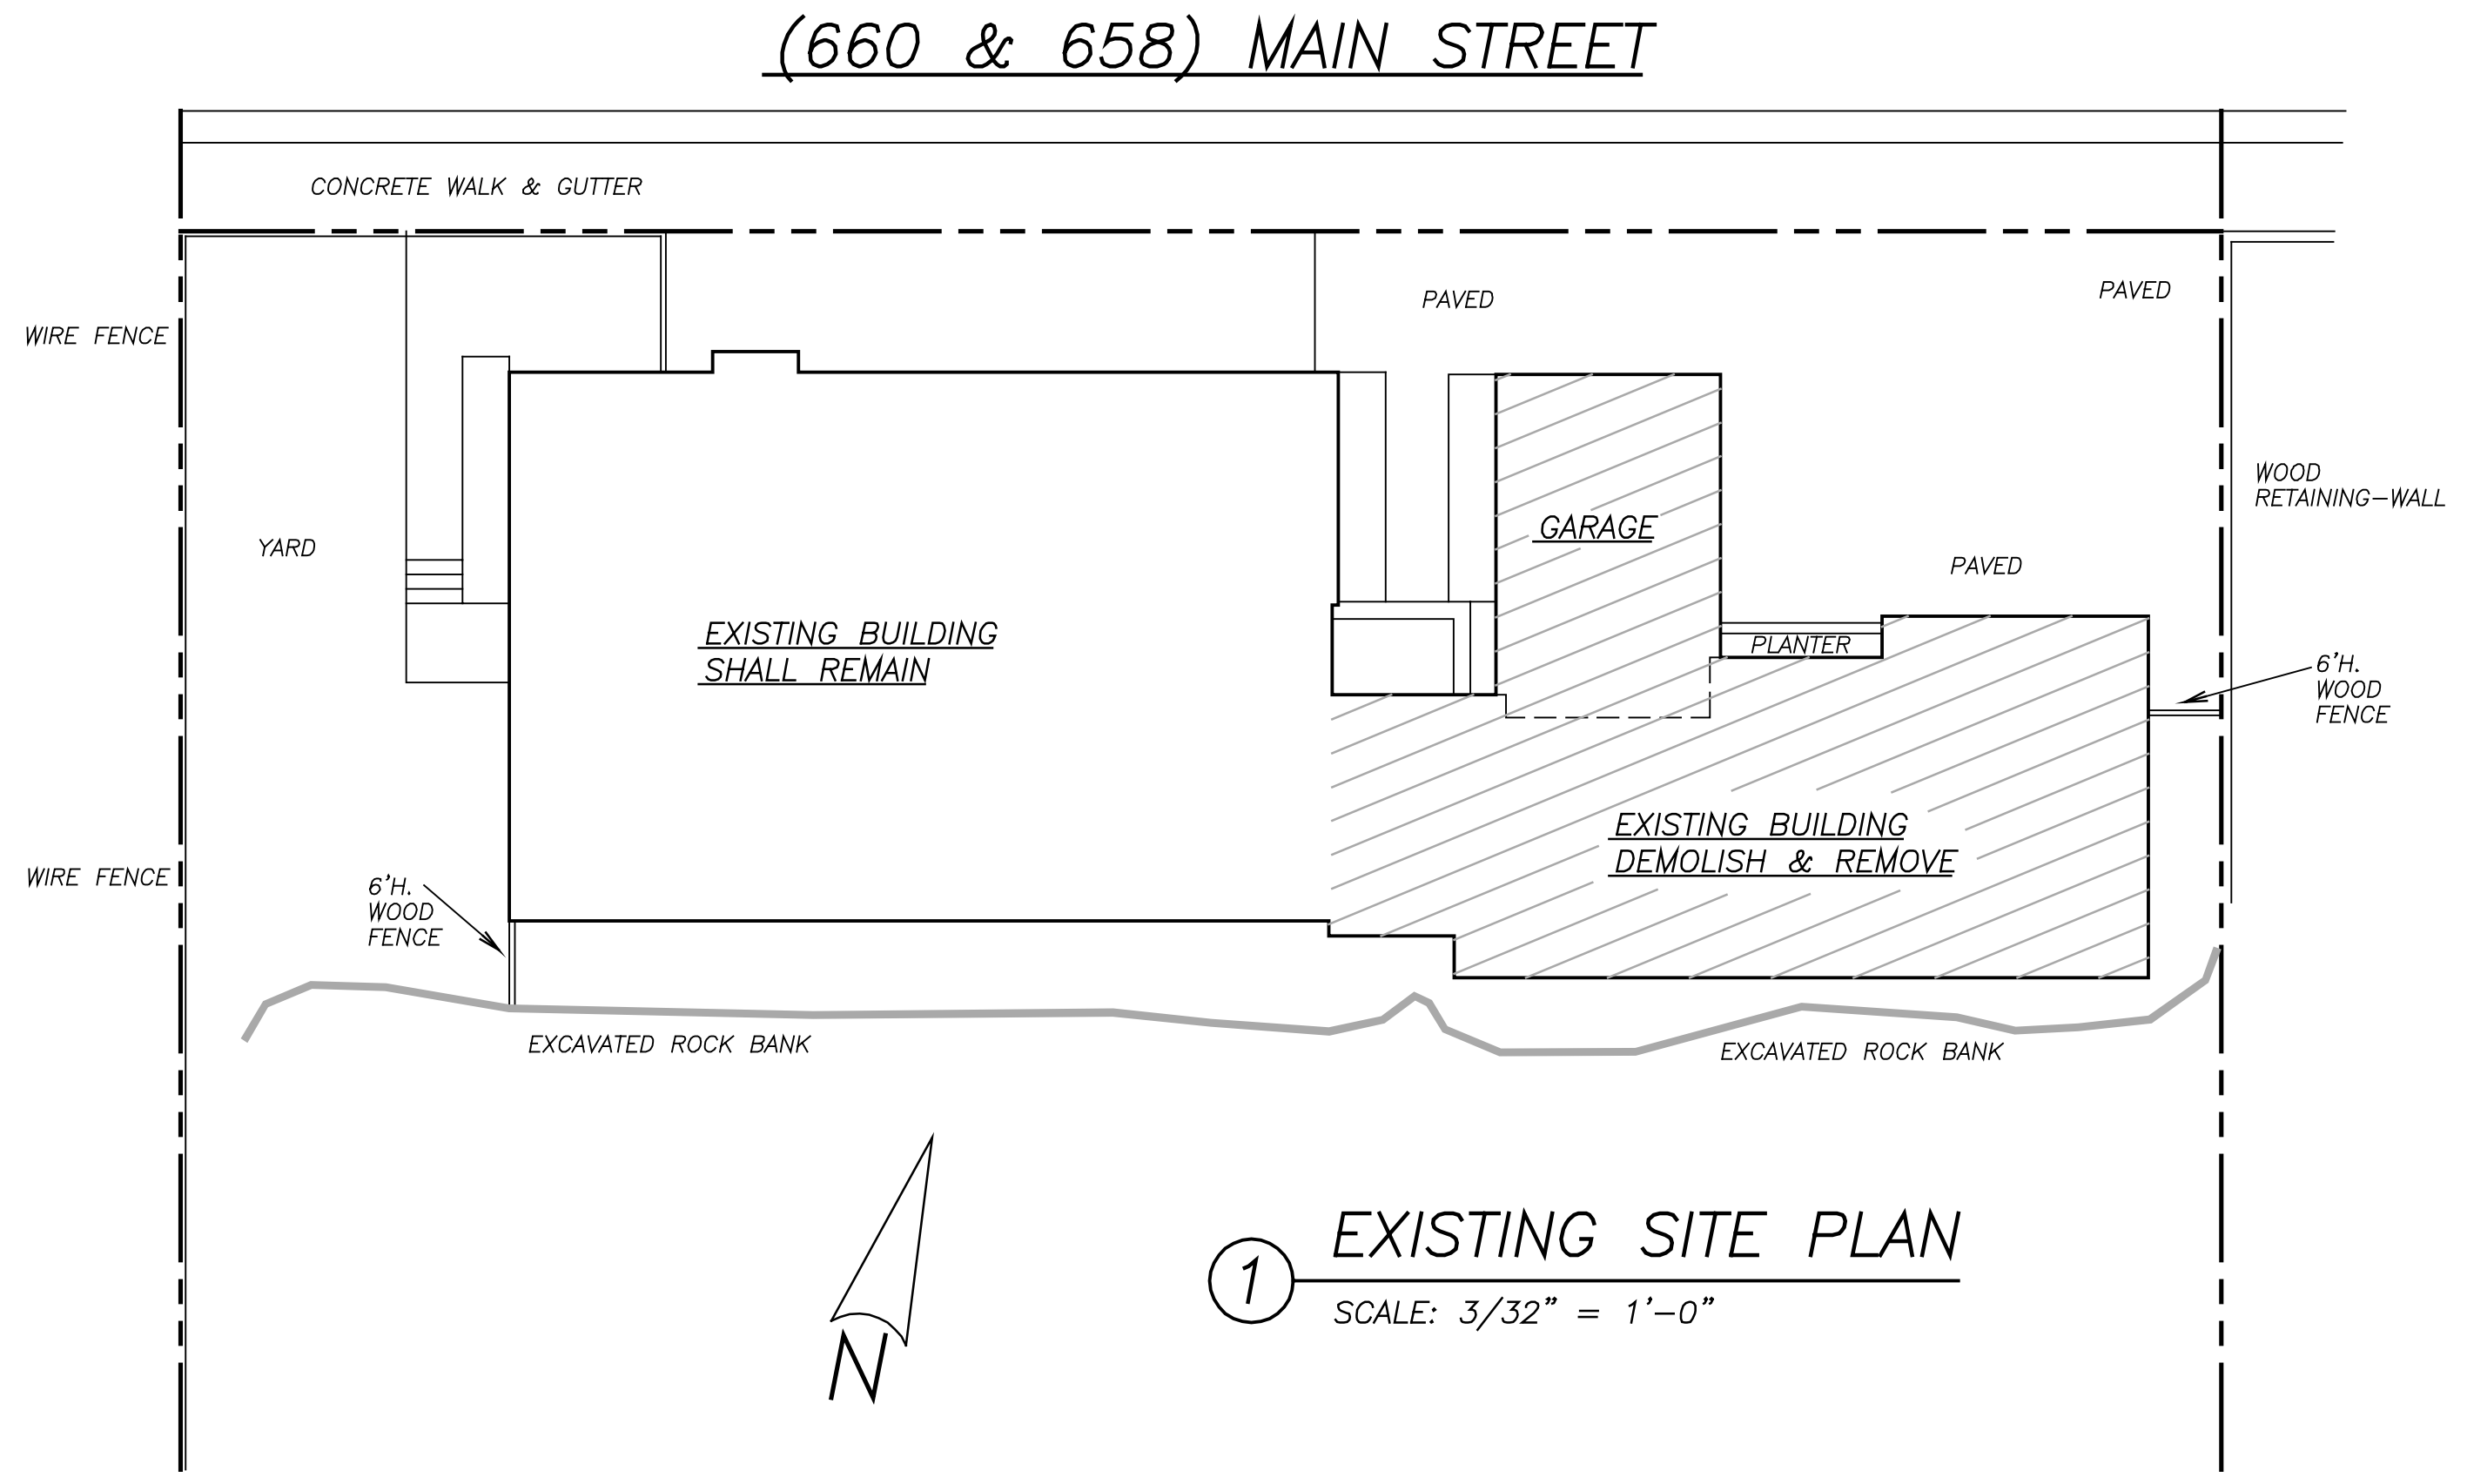 (660 & 658) MAIN STREET
CONCRETE WALK & GUTTER
PAVED
PAVED
WIRE FENCE
WOOD
RETAINING-WALL
GARAGE
YARD
PAVED
EXISTING BUILDING
SHALL REMAIN
PLANTER
6'H.
WOOD
FENCE
EXISTING BUILDING
DEMOLISH & REMOVE
WIRE FENCE
6'H.
WOOD
FENCE
EXCAVATED ROCK BANK
EXCAVATED ROCK BANK
1
EXISTING SITE PLAN
SCALE: 3/32" = 1'-0"
N